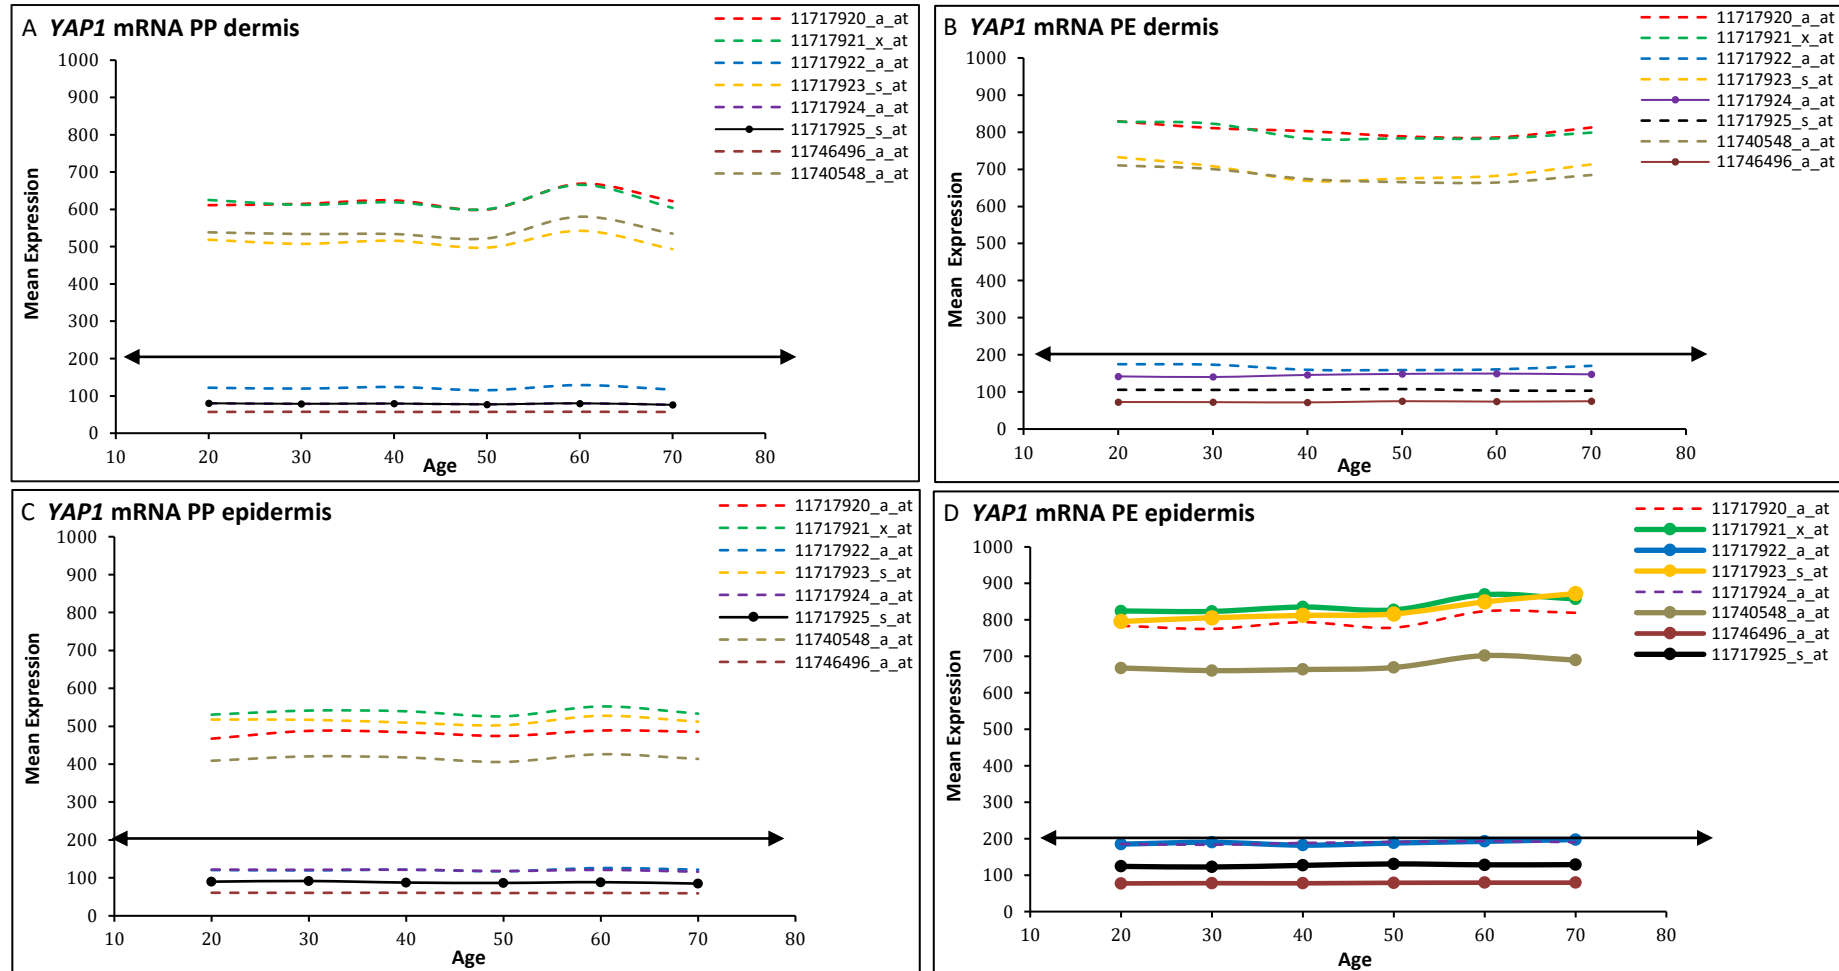 A YAP1 mRNA PP dermis
11717920_a_at
11717921_x_at
11717922_a_at
11717923_s_at
11717924_a_at
11717925_s_at
11746496_a_at
11740548_a_at
Mean Expression
1000
900
800
700
600
500
400
300
200
100
0
10 20 30 40 50 60 70 80
Age
B YAP1 mRNA PE dermis
11717920_a_at
11717921_x_at
11717922_a_at
11717923_s_at
11717924_a_at
11717925_s_at
11740548_a_at
11746496_a_at
Mean Expression
1000
900
800
700
600
500
400
300
200
100
0
10 20 30 40 50 60 70 80
Age
C YAP1 mRNA PP epidermis
11717920_a_at
11717921_x_at
11717922_a_at
11717923_s_at
11717924_a_at
11717925_s_at
11740548_a_at
11746496_a_at
Mean Expression
1000
900
800
700
600
500
400
300
200
100
0
10 20 30 40 50 60 70 80
Age
D YAP1 mRNA PE epidermis
11717920_a_at
11717921_x_at
11717922_a_at
11717923_s_at
11717924_a_at
11740548_a_at
11746496_a_at
11717925_s_at
Mean Expression
1000
900
800
700
600
500
400
300
200
100
0
10 20 30 40 50 60 70 80
Age